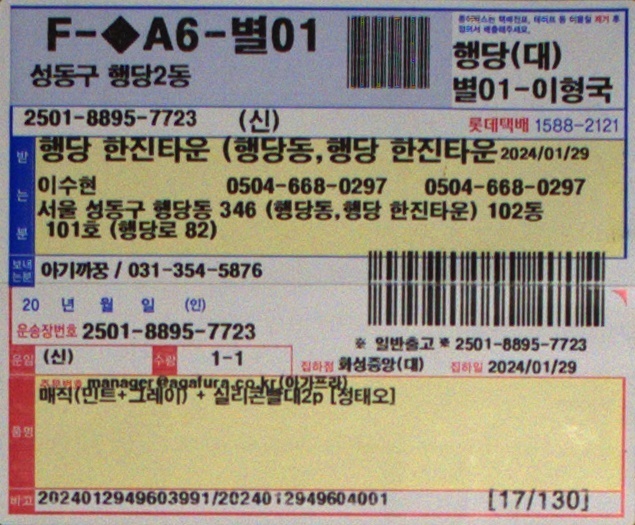 F-◆A6-별01
성동구 행당2동
종이박스는 택배전표, 테이프 등 이물질 제거 후
접어서 배출해주세요.
행당(대)
별01-이형국
2501-8895-7723 (신)
롯데택배 1588-2121
받는분
행당 한진타운 (행당동,행당 한진타운 2024/01/29
이수현 0504-668-0297 0504-668-0297
서울 성동구 행당동 346 (행당동,행당 한진타운) 102동
101호 (행당로 82)
보내는분 아기까꿍 / 031-354-5876
20 년 월 일 (인)
운송장번호 2501-8895-7723
※ 일반출고 ※ 2501-8895-7723
운임 (신) 수량 1-1
집하점 화성중앙(대) 집하일 2024/01/29
주문번호 manager@agafura.co.kr(아가프라)
품명 매직(민트+그레이) + 실리콘빨대2p [정태오]
비고 2024012949603991/2024012949604001 [17/130]